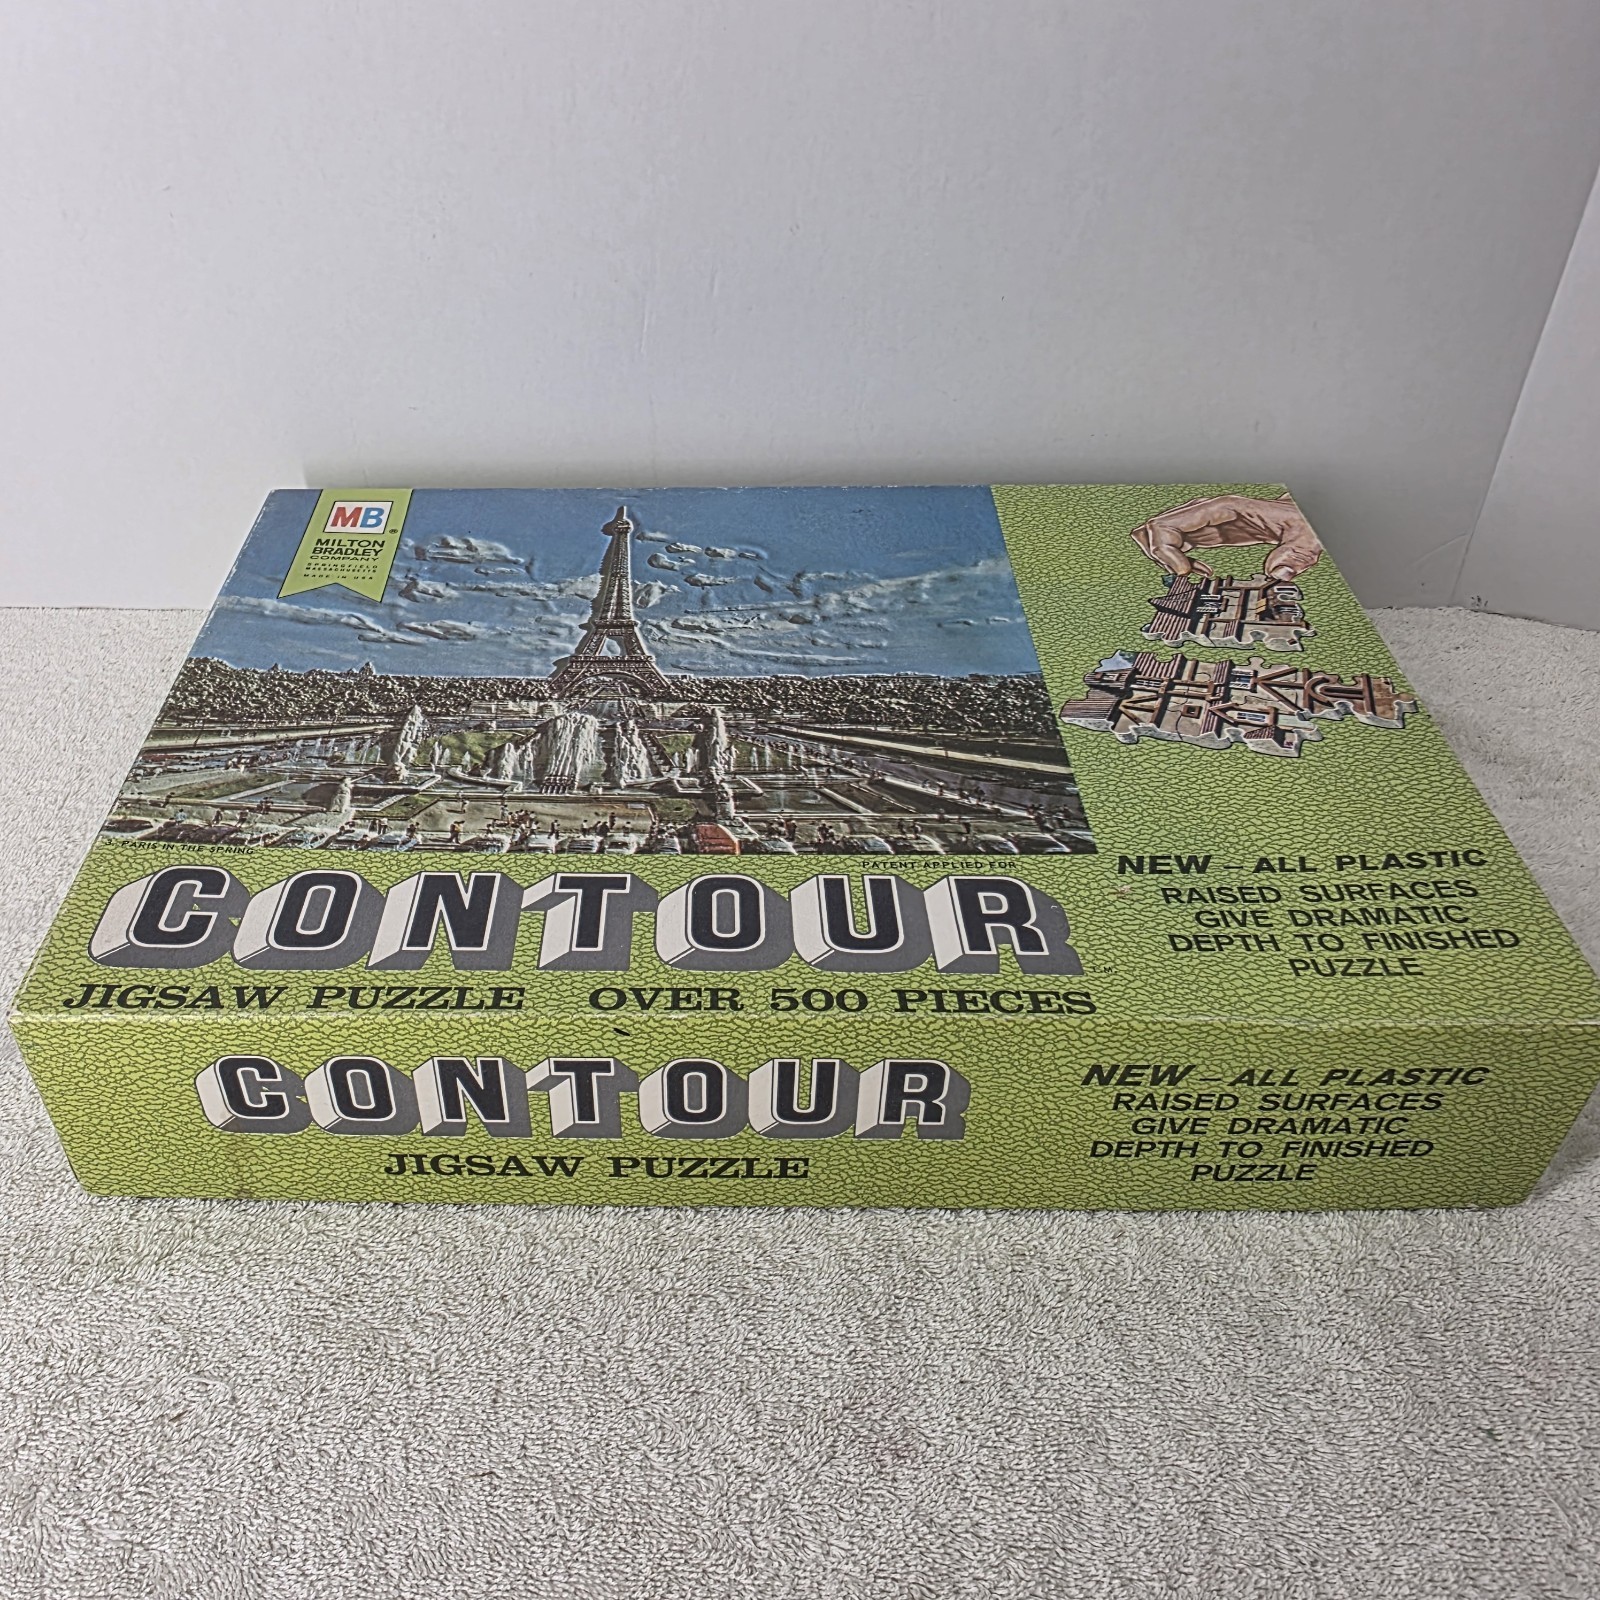 MB
®
MILTON
BRADLEY
COMPANY
SPRINGFIELD
MASSACHUSETTS
MADE IN USA
3. PARIS IN THE SPRING
PATENT APPLIED FOR
CONTOUR
T.M.
JIGSAW PUZZLE OVER 500 PIECES
NEW – ALL PLASTIC
RAISED SURFACES
GIVE DRAMATIC
DEPTH TO FINISHED
PUZZLE
CONTOUR
JIGSAW PUZZLE
NEW – ALL PLASTIC
RAISED SURFACES
GIVE DRAMATIC
DEPTH TO FINISHED
PUZZLE